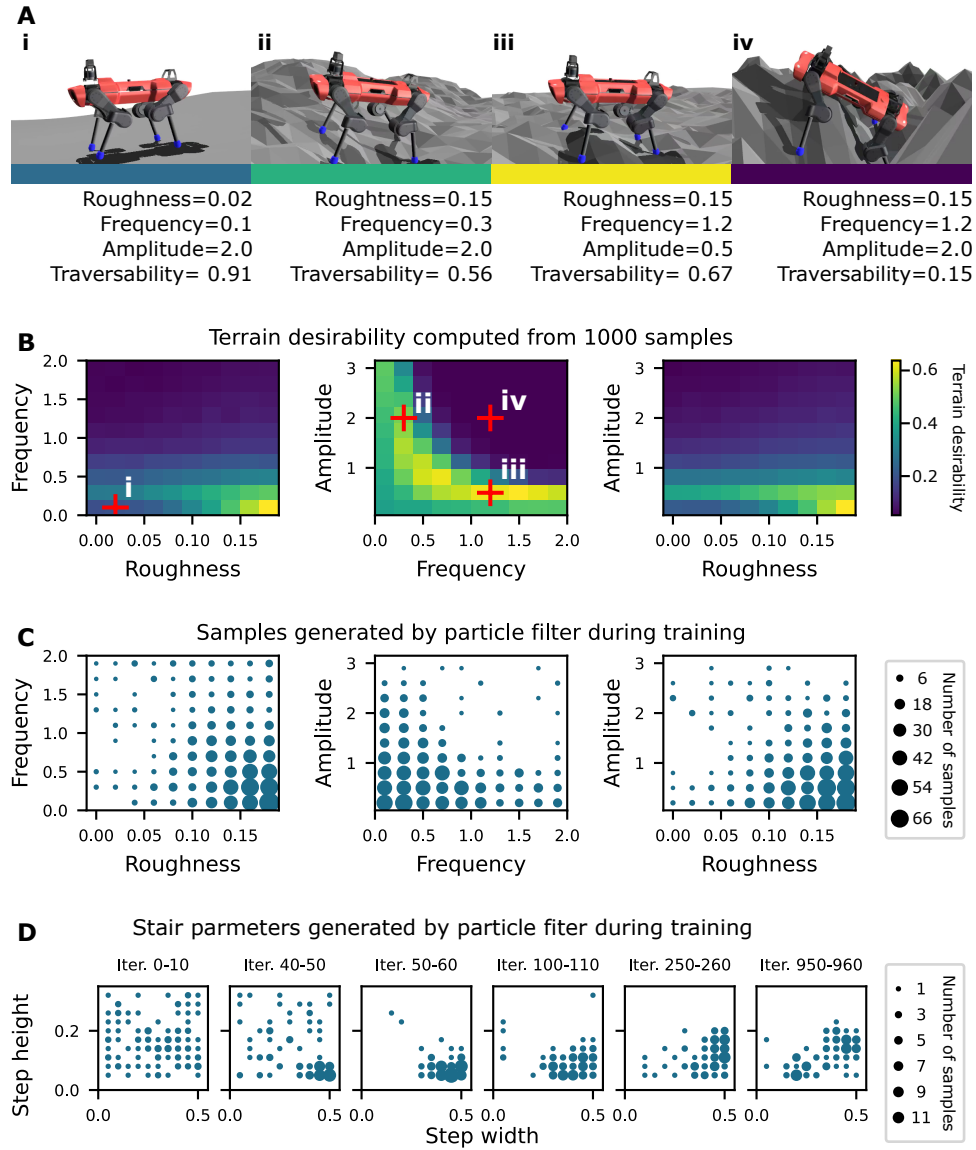 A
i
ii
iii
iv
Roughness=0.02
Frequency=0.1
Amplitude=2.0
Traversability= 0.91
Roughtness=0.15
Frequency=0.3
Amplitude=2.0
Traversability= 0.56
Roughness=0.15
Frequency=1.2
Amplitude=0.5
Traversability= 0.67
Roughness=0.15
Frequency=1.2
Amplitude=2.0
Traversability=0.15
B
Terrain desirability computed from 1000 samples
Frequency
2.0
1.5
1.0
0.5
0.0
i
0.00 0.05 0.10 0.15
Roughness
Amplitude
3
2
1
ii
iv
iii
0.0 0.5 1.0 1.5 2.0
Frequency
Amplitude
3
2
1
0.00 0.05 0.10 0.15
Roughness
0.6
0.4
0.2
Terrain desirability
C
Samples generated by particle filter during training
Frequency
2.0
1.5
1.0
0.5
0.0
0.00 0.05 0.10 0.15
Roughness
Amplitude
3
2
1
0.0 0.5 1.0 1.5 2.0
Frequency
Amplitude
3
2
1
0.00 0.05 0.10 0.15
Roughness
6
18
30
42
54
66
Number of samples
D
Stair parmeters generated by particle fiter during training
Iter. 0-10
Iter. 40-50
Iter. 50-60
Iter. 100-110
Iter. 250-260
Iter. 950-960
Step height
0.2
0.0
0.0 0.5
0.0 0.5
0.0 0.5
0.0 0.5
0.0 0.5
0.0 0.5
Step width
1
3
5
7
9
11
Number of samples